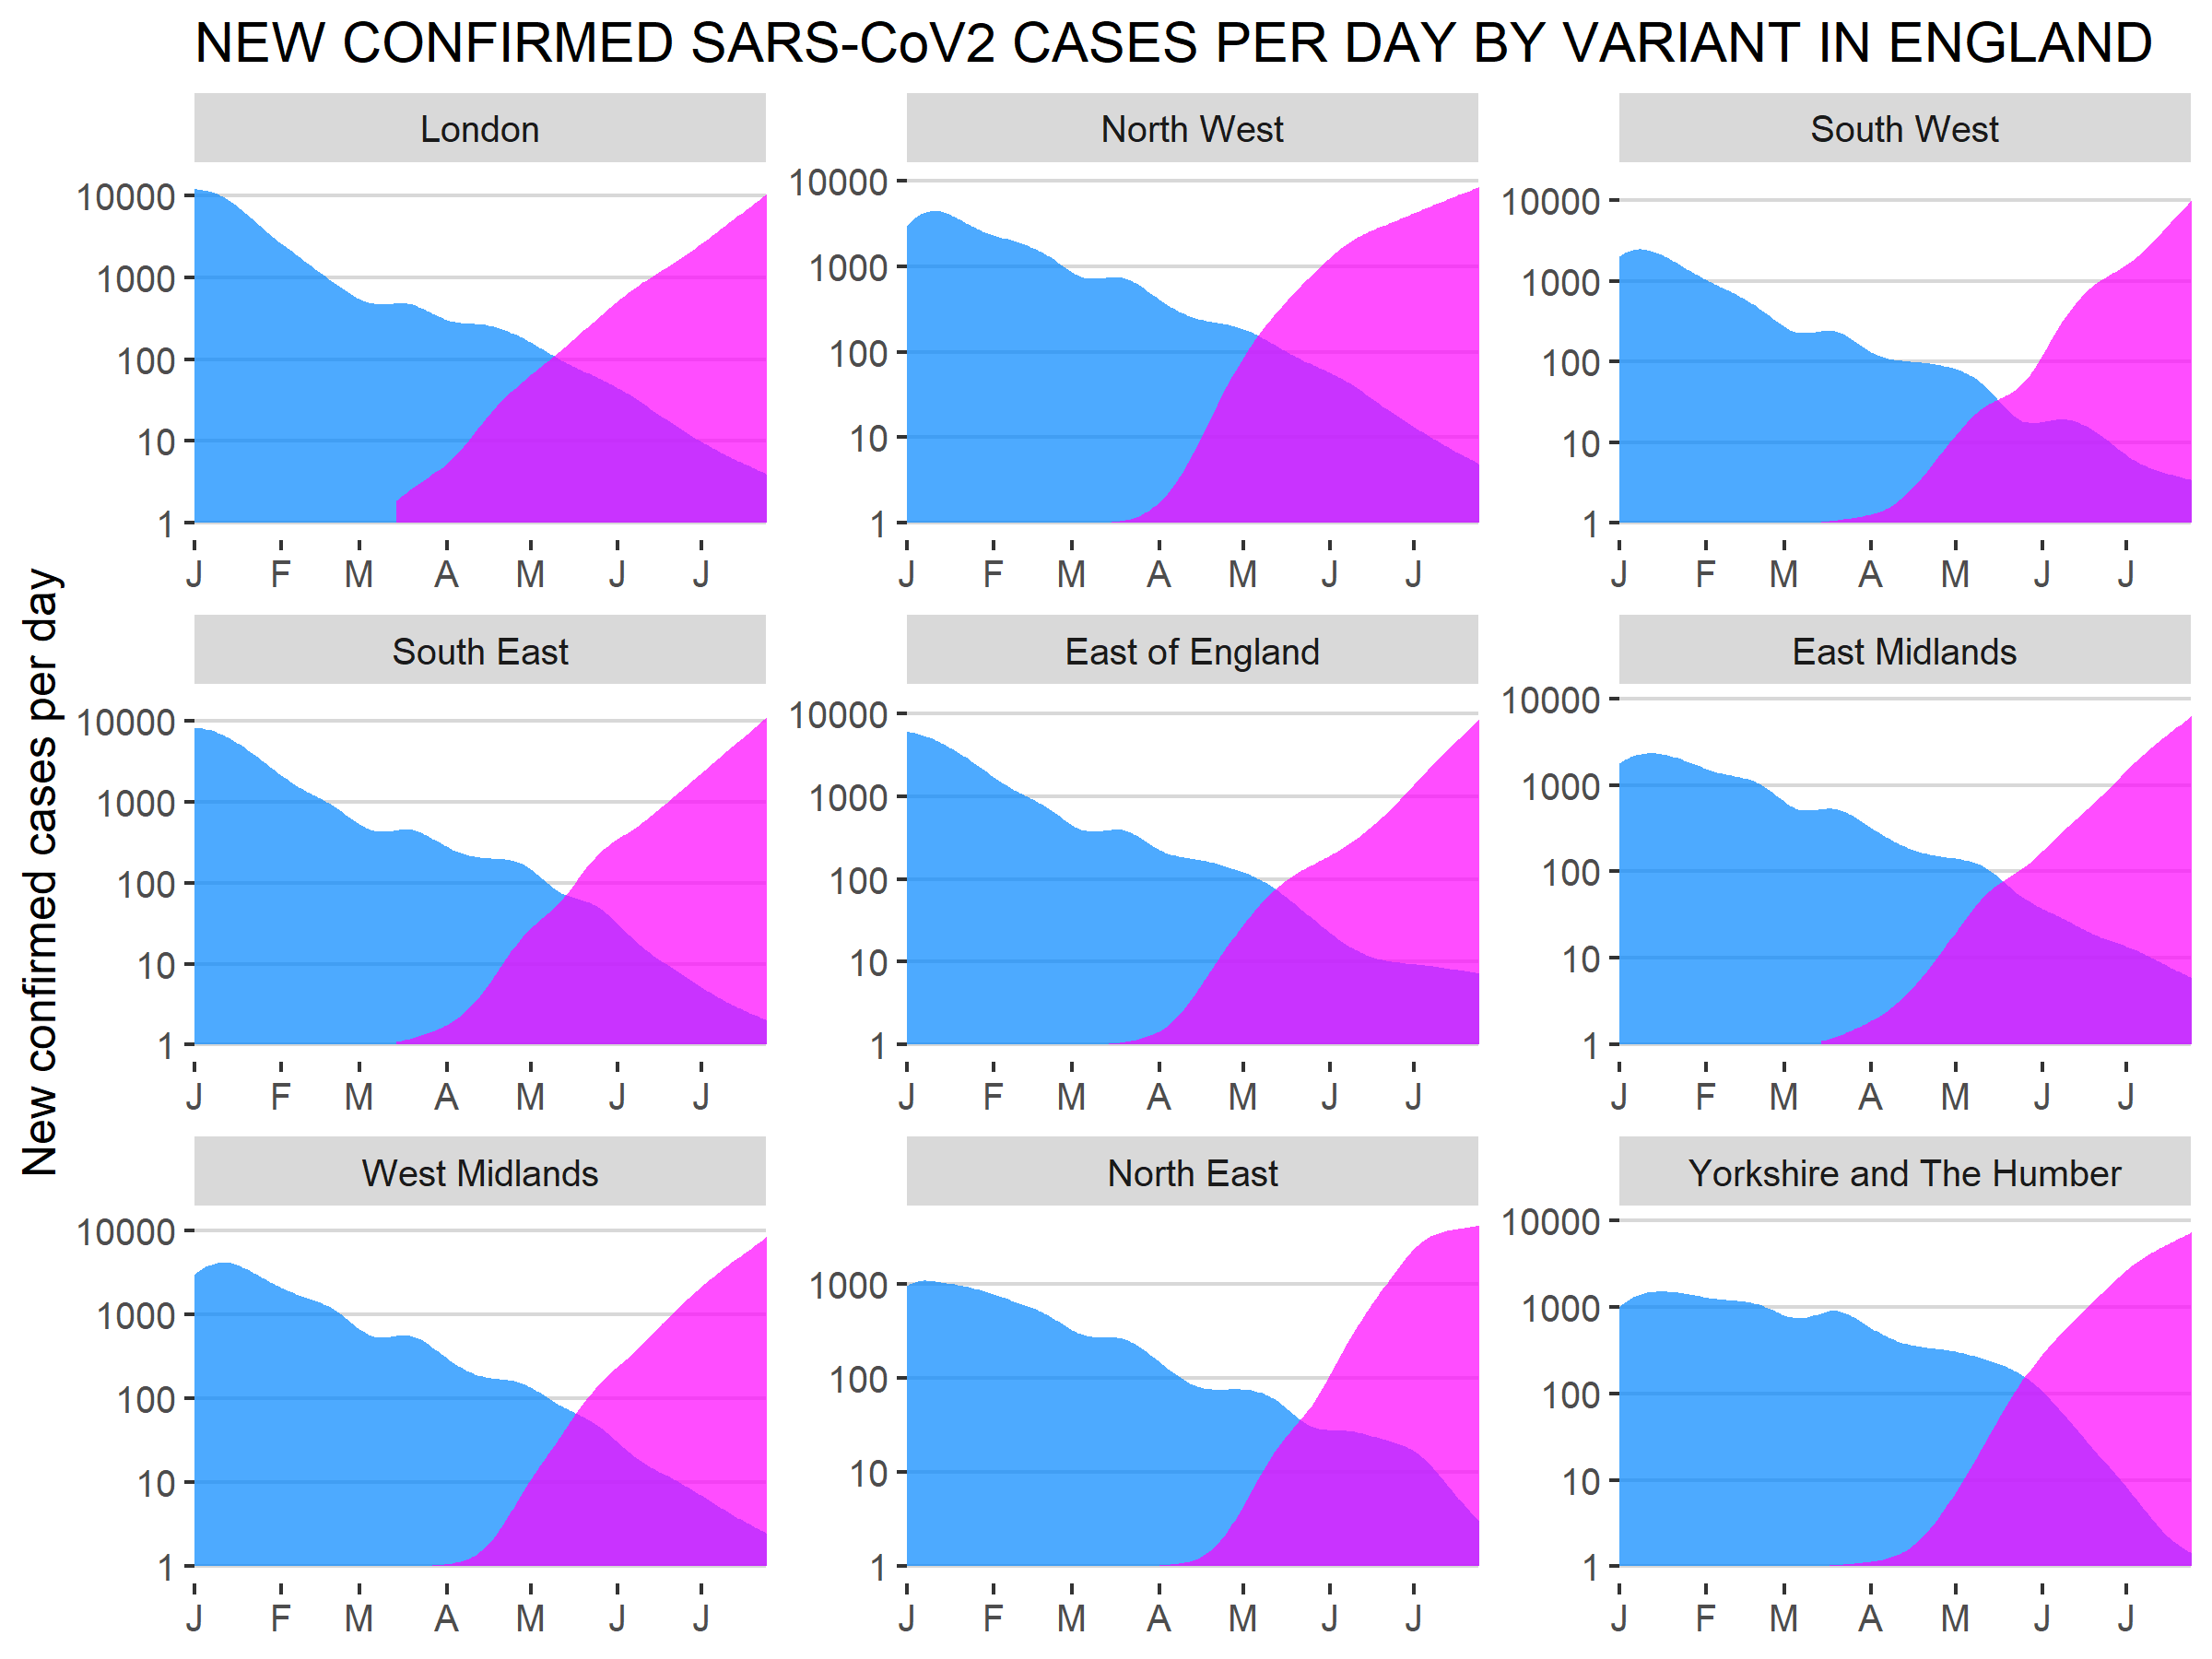 NEW CONFIRMED SARS-CoV2 CASES PER DAY BY VARIANT IN ENGLAND
New confirmed cases per day
London
10000
1000
100
10
1
J F M A M J J
North West
10000
1000
100
10
1
J F M A M J J
South West
10000
1000
100
10
1
J F M A M J J
South East
10000
1000
100
10
1
J F M A M J J
East of England
10000
1000
100
10
1
J F M A M J J
East Midlands
10000
1000
100
10
1
J F M A M J J
West Midlands
10000
1000
100
10
1
J F M A M J J
North East
1000
100
10
1
J F M A M J J
Yorkshire and The Humber
10000
1000
100
10
1
J F M A M J J